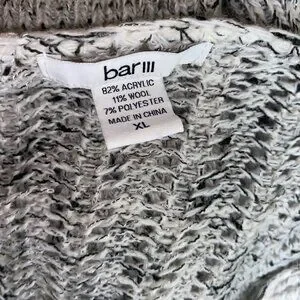 bar III
82% ACRYLIC
11% WOOL
7% POLYESTER
MADE IN CHINA
XL